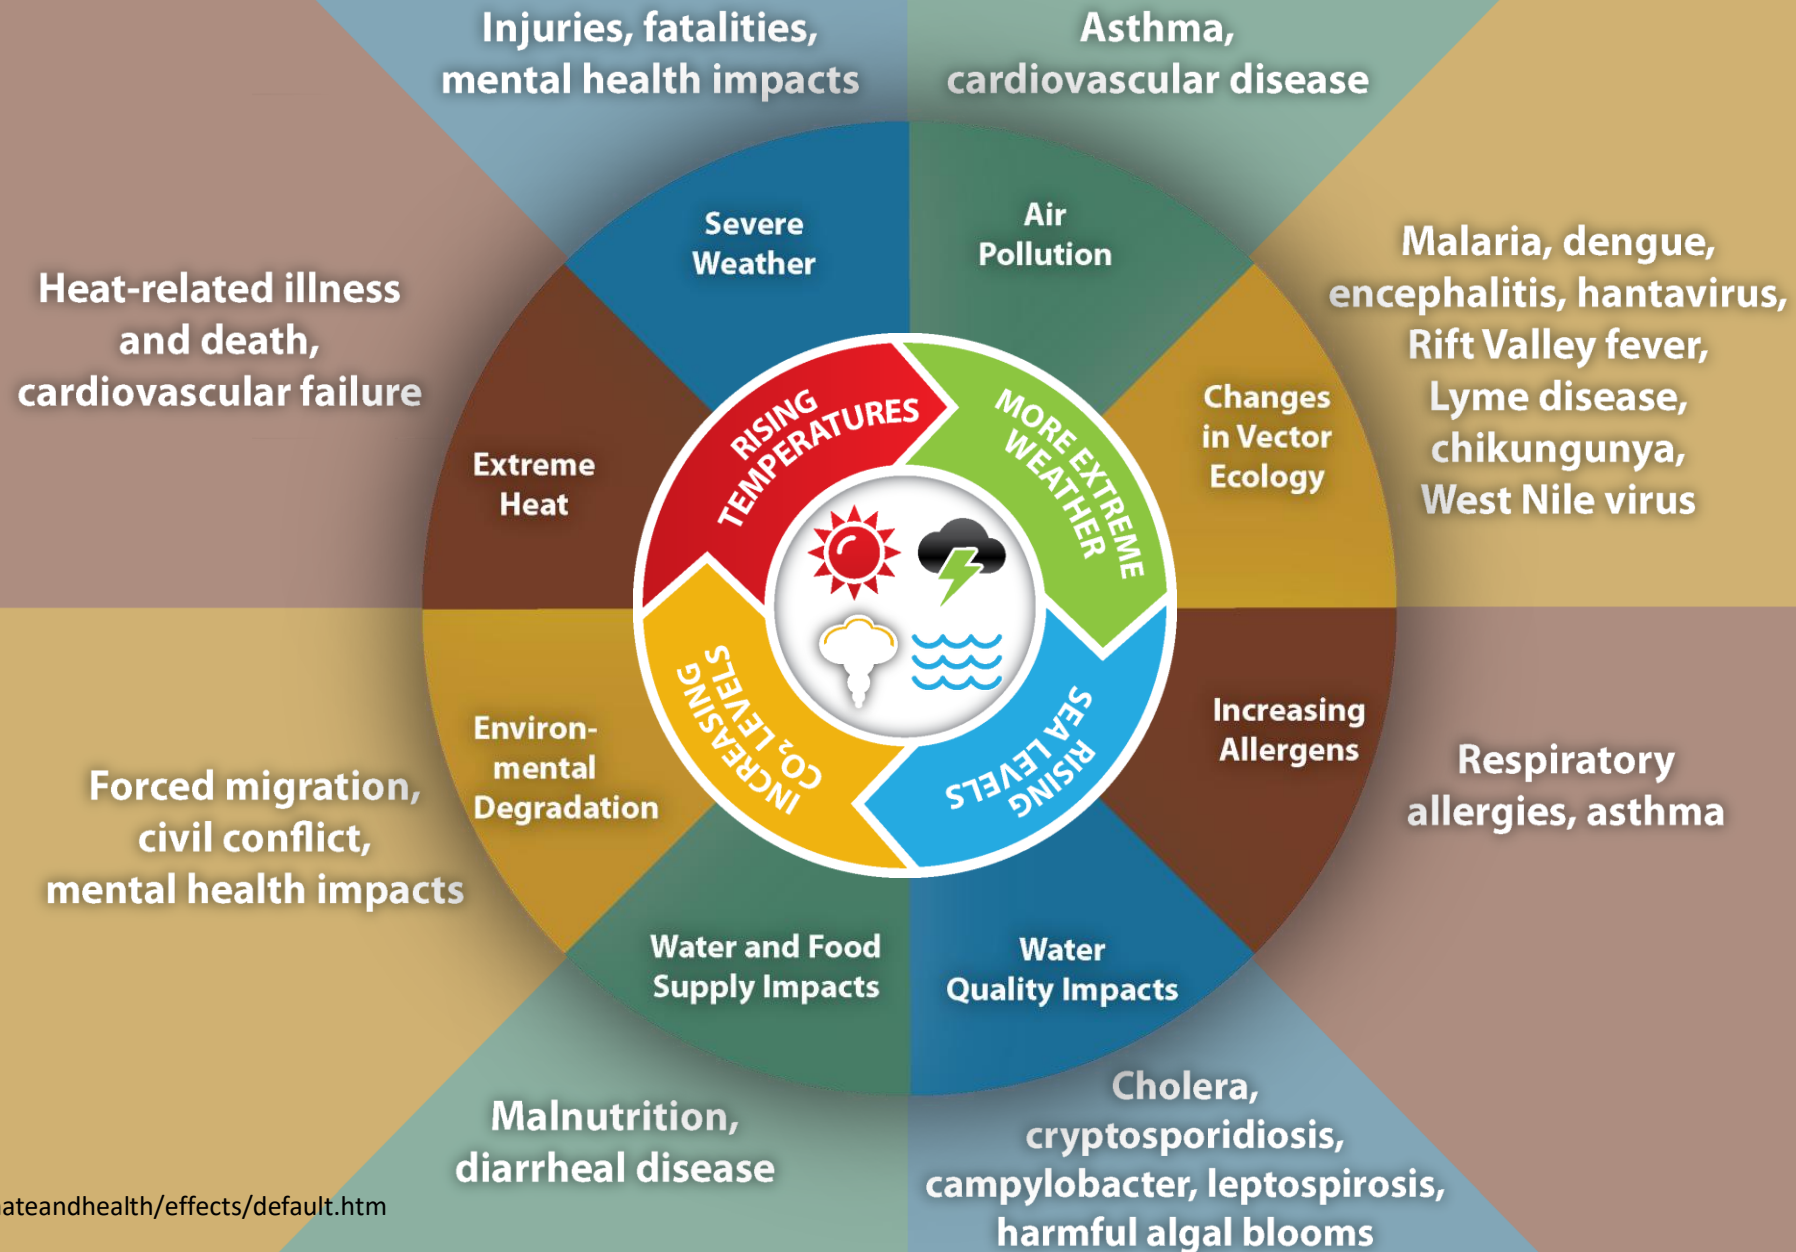 Injuries, fatalities,
mental health impacts
Asthma,
cardiovascular disease
Severe
Weather
Air
Pollution
Heat-related illness
and death,
cardiovascular failure
Malaria, dengue,
encephalitis, hantavirus,
Rift Valley fever,
Lyme disease,
chikungunya,
West Nile virus
Extreme
Heat
Changes
in Vector
Ecology
RISING
TEMPERATURES
MORE EXTREME
WEATHER
RISING
SEA LEVELS
INCREASING
CO₂ LEVELS
Environ-
mental
Degradation
Increasing
Allergens
Forced migration,
civil conflict,
mental health impacts
Respiratory
allergies, asthma
Water and Food
Supply Impacts
Water
Quality Impacts
Malnutrition,
diarrheal disease
Cholera,
cryptosporidiosis,
campylobacter, leptospirosis,
harmful algal blooms
ateandhealth/effects/default.htm